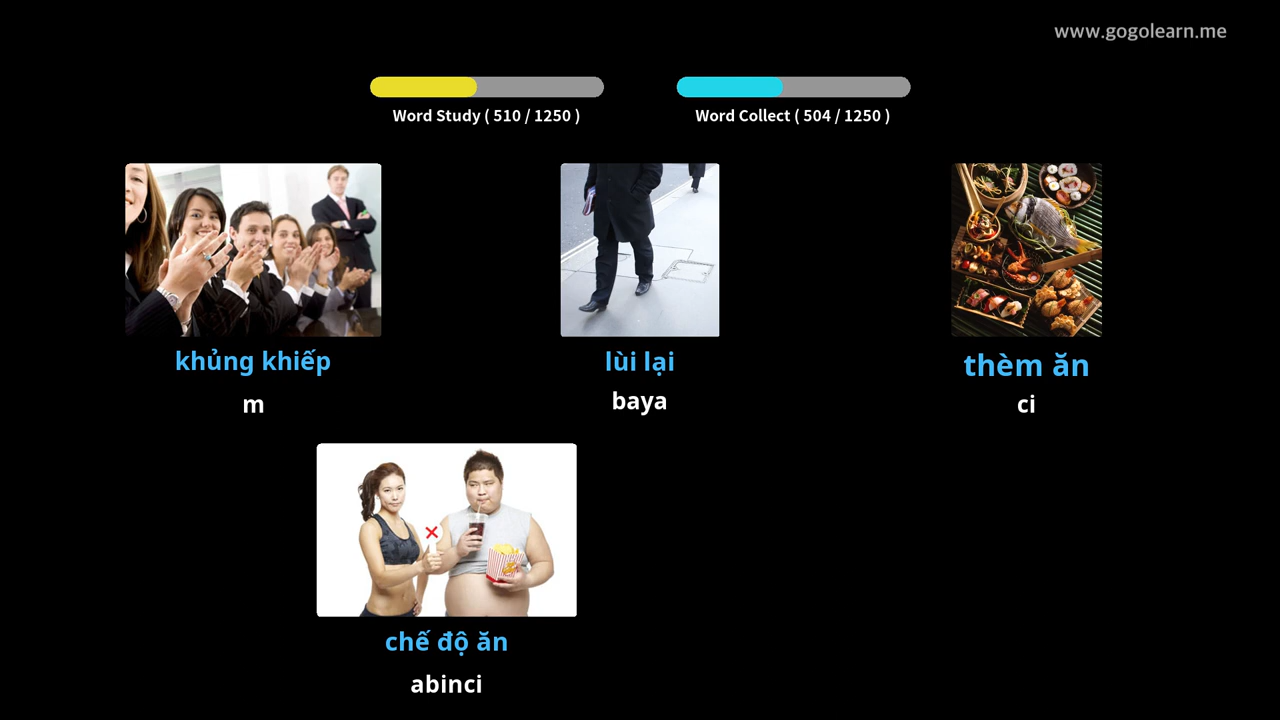 www.gogolearn.me
Word Study ( 510 / 1250 )
Word Collect ( 504 / 1250 )
khủng khiếp
lùi lại
thèm ăn
m
baya
ci
chế độ ăn
abinci